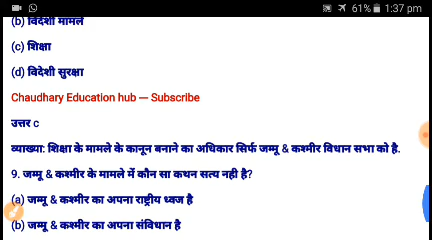 61% 1:37 pm
(b) विदेशी मामले
(c) शिक्षा
(d) विदेशी सुरक्षा
Chaudhary Education hub — Subscribe
उत्तर c
व्याख्या: शिक्षा के मामले के कानून बनाने का अधिकार सिर्फ जम्मू & कश्मीर विधान सभा को है.
9. जम्मू & कश्मीर के मामले में कौन सा कथन सत्य नही है?
(a) जम्मू & कश्मीर का अपना राष्ट्रीय ध्वज है
(b) जम्मू & कश्मीर का अपना संविधान है